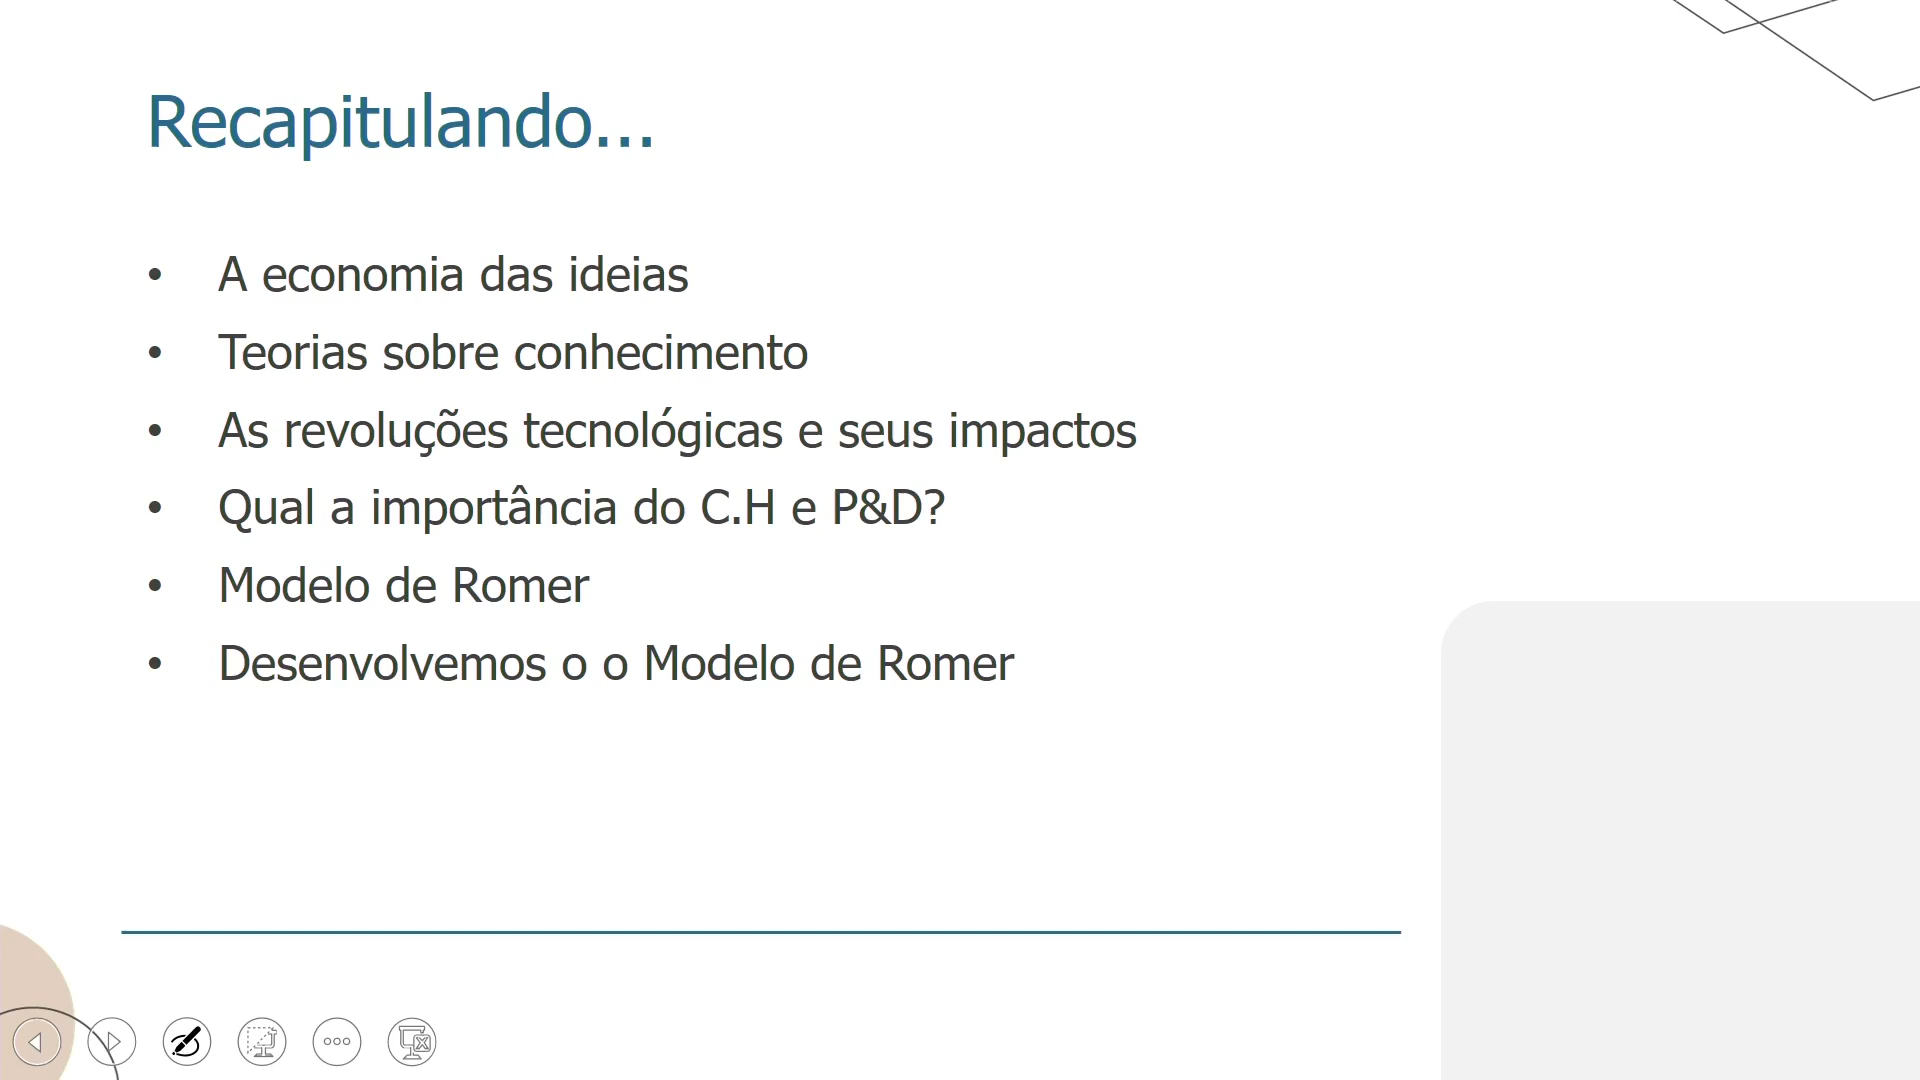 Recapitulando...
• A economia das ideias
• Teorias sobre conhecimento
• As revoluções tecnológicas e seus impactos
• Qual a importância do C.H e P&D?
• Modelo de Romer
• Desenvolvemos o o Modelo de Romer